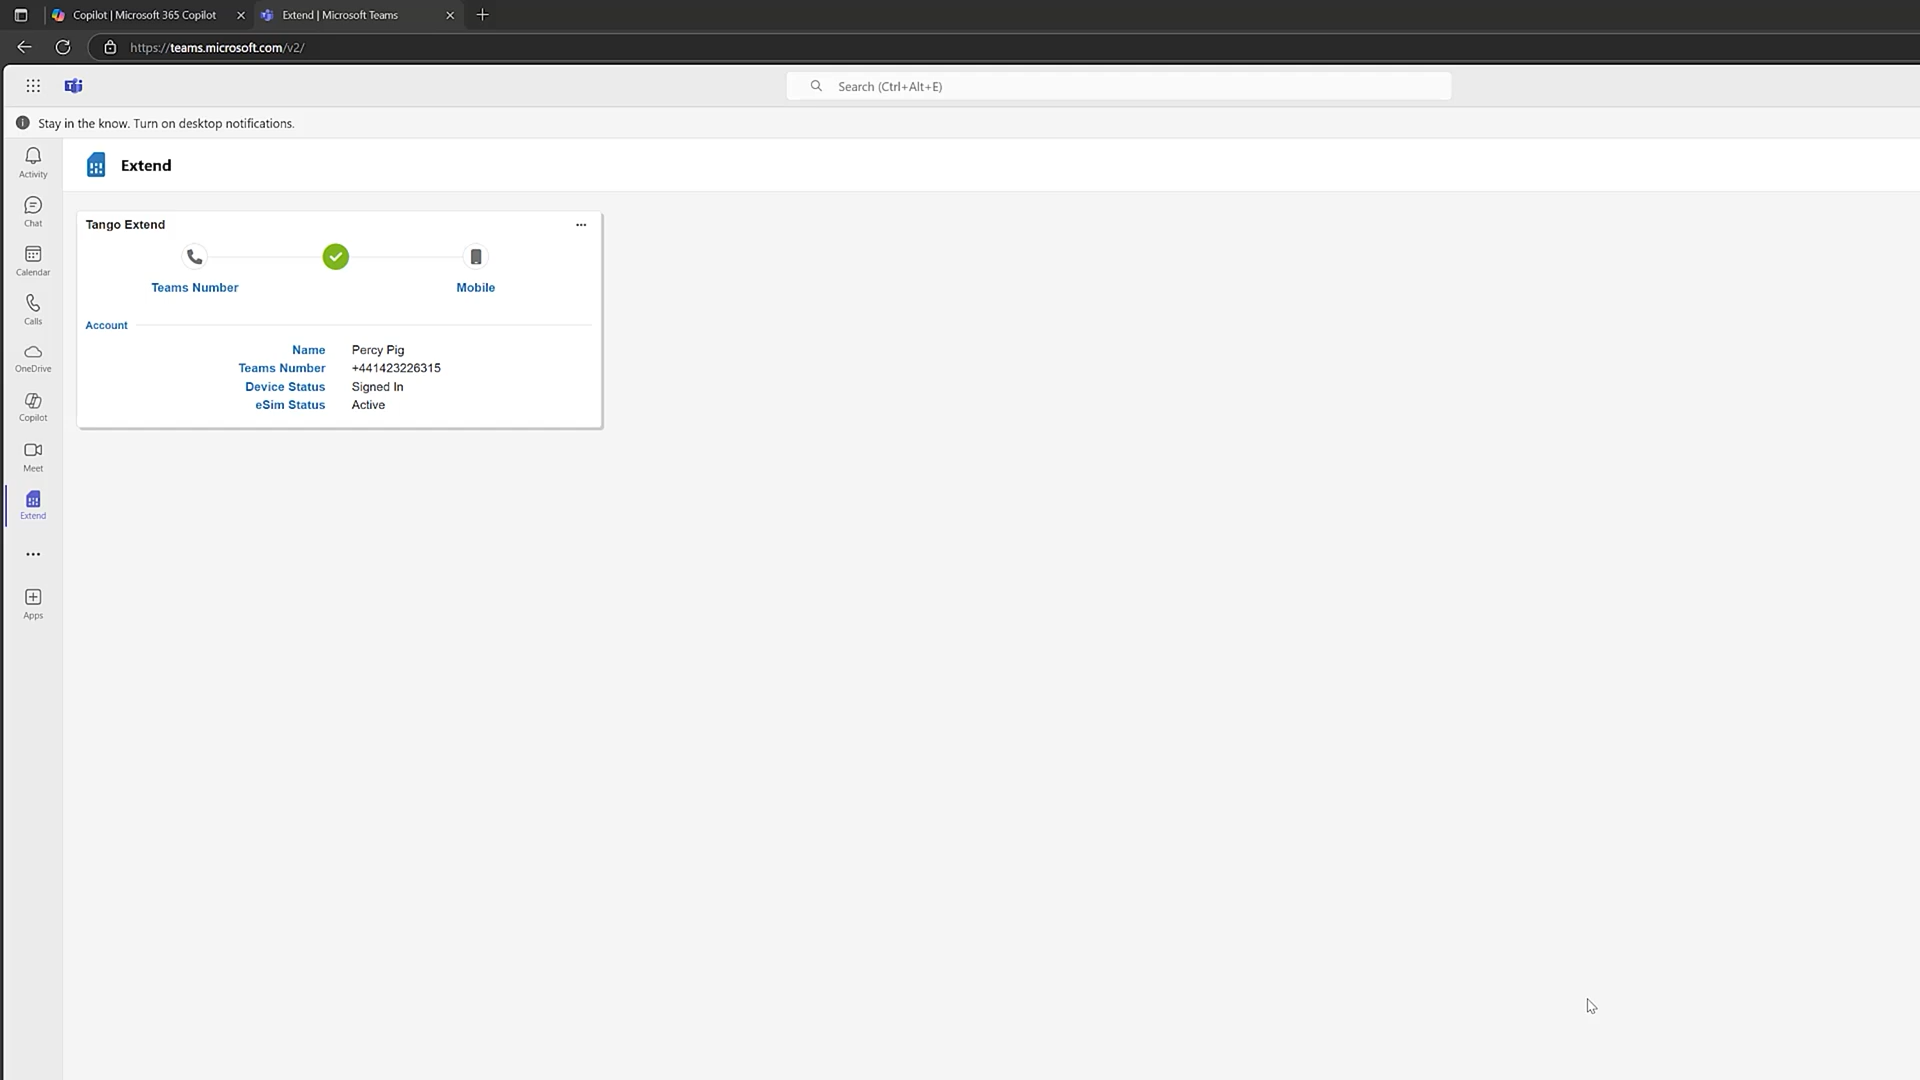 Copilot | Microsoft 365 Copilot
Extend | Microsoft Teams
https://teams.microsoft.com/v2/
Search (Ctrl+Alt+E)
Stay in the know. Turn on desktop notifications.
Activity
Chat
Calendar
Calls
OneDrive
Copilot
Meet
Extend
Apps
Extend
Tango Extend
Teams Number
Mobile
Account
Name Percy Pig
Teams Number +441423226315
Device Status Signed In
eSim Status Active